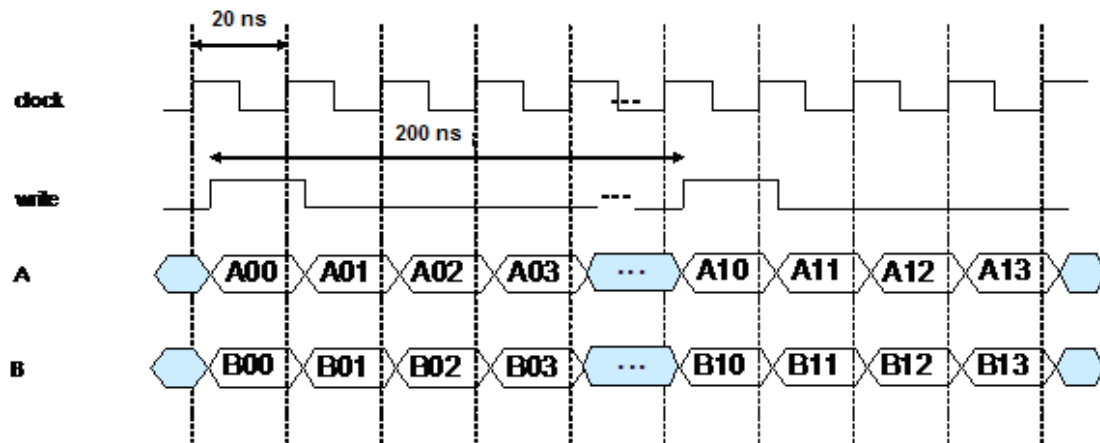 20 ns
clock
200 ns
write
---
---
A A00 A01 A02 A03 ... A10 A11 A12 A13
B B00 B01 B02 B03 ... B10 B11 B12 B13